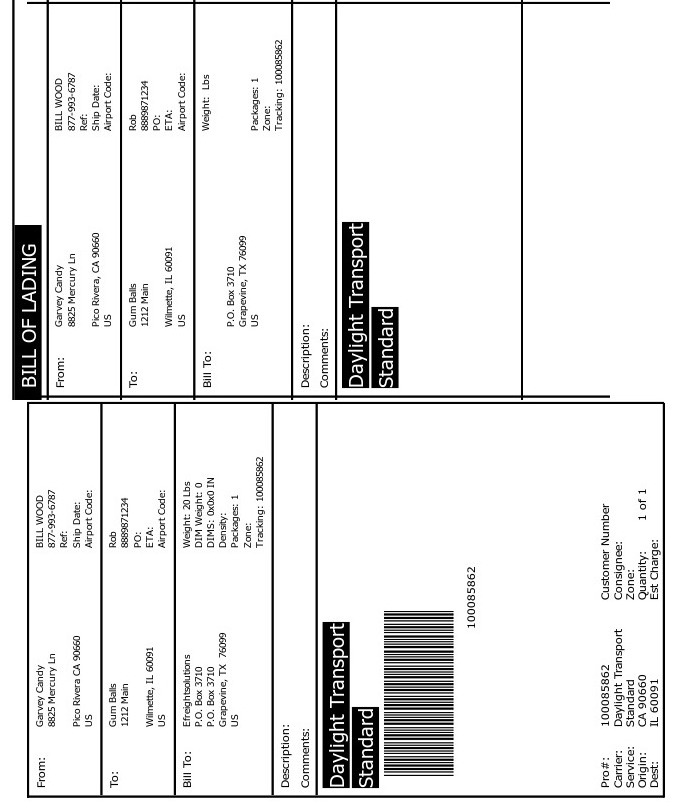 BILL OF LADING
From:
Garvey Candy
8825 Mercury Ln
Pico Rivera, CA 90660
US
BILL WOOD
877-993-6787
Ref:
Ship Date:
Airport Code:
To:
Gum Balls
1212 Main
Wilmette, IL 60091
US
Rob
8889871234
PO:
ETA:
Airport Code:
Bill To:
P.O. Box 3710
Grapevine, TX 76099
US
Weight: Lbs
Packages: 1
Zone:
Tracking: 100085862
Description:
Comments:
Daylight Transport
Standard
From:
Garvey Candy
8825 Mercury Ln
Pico Rivera CA 90660
US
BILL WOOD
877-993-6787
Ref:
Ship Date:
Airport Code:
To:
Gum Balls
1212 Main
Wilmette, IL 60091
US
Rob
8889871234
PO:
ETA:
Airport Code:
Bill To:
Efreightsolutions
P.O. Box 3710
P.O. Box 3710
Grapevine, TX 76099
US
Weight: 20 Lbs
DIM Weight: 0
DIMS: 0x0x0 IN
Density:
Packages: 1
Zone:
Tracking: 100085862
Description:
Comments:
Daylight Transport
Standard
100085862
Pro#: 100085862
Carrier: Daylight Transport
Service: Standard
Origin: CA 90660
Dest: IL 60091
Customer Number
Consignee:
Zone:
Quantity: 1 of 1
Est Charge: